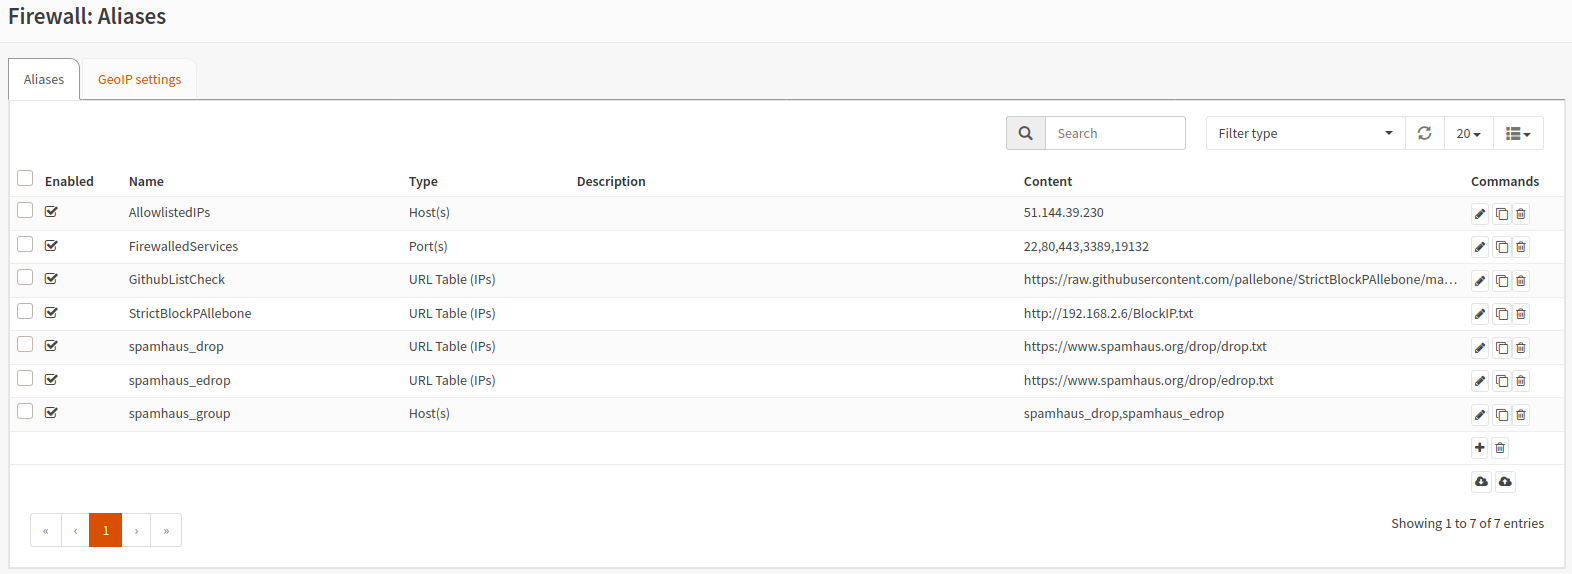 Firewall: Aliases
Aliases GeoIP settings
Search Filter type 20
Enabled Name Type Description Content Commands
AllowlistedIPs Host(s) 51.144.39.230
FirewalledServices Port(s) 22,80,443,3389,19132
GithubListCheck URL Table (IPs) https://raw.githubusercontent.com/pallebone/StrictBlockPAllebone/ma...
StrictBlockPAllebone URL Table (IPs) http://192.168.2.6/BlockIP.txt
spamhaus_drop URL Table (IPs) https://www.spamhaus.org/drop/drop.txt
spamhaus_edrop URL Table (IPs) https://www.spamhaus.org/drop/edrop.txt
spamhaus_group Host(s) spamhaus_drop,spamhaus_edrop
« ‹ 1 › » Showing 1 to 7 of 7 entries